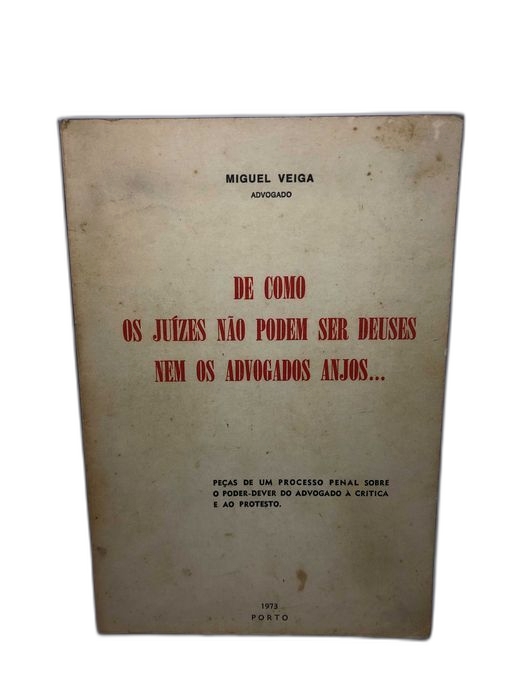 MIGUEL VEIGA
ADVOGADO
DE COMO
OS JUÍZES NÃO PODEM SER DEUSES
NEM OS ADVOGADOS ANJOS...
PEÇAS DE UM PROCESSO PENAL SOBRE
O PODER-DEVER DO ADVOGADO À CRITICA
E AO PROTESTO.
1973
PORTO